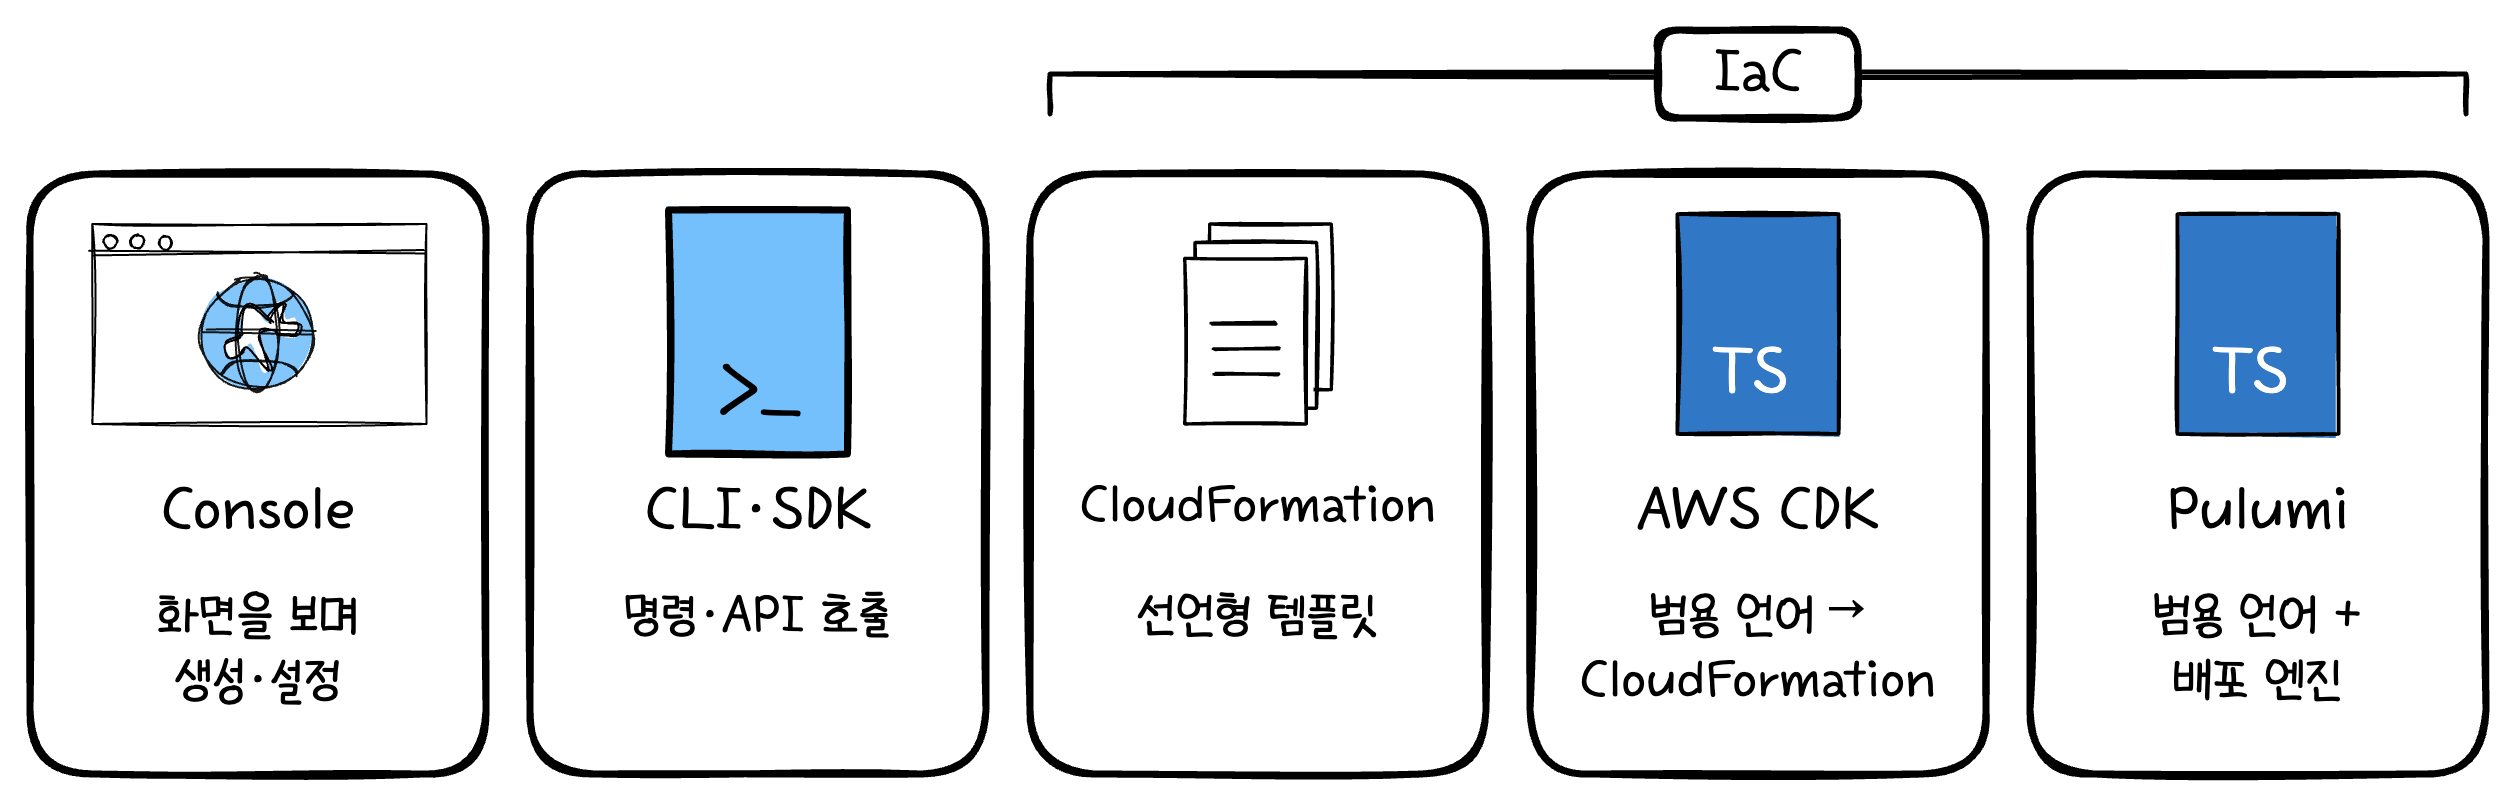 IaC
>_
TS
TS
Console
CLI·SDK
CloudFormation
AWS CDK
Pulumi
화면을 보며
생성·설정
명령·API 호출
선언형 템플릿
범용 언어 →
CloudFormation
범용 언어 +
배포 엔진